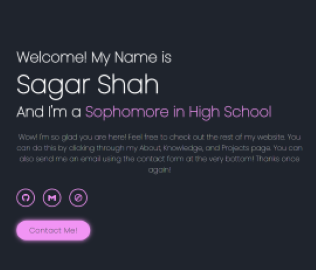 Welcome! My Name is
Sagar Shah
And I'm a Sophomore in High School
Wow! I'm so glad you are here! Feel free to check out the rest of my website. You
can do this by clicking through my About, Knowledge, and Projects page. You can
also send me an email using the contact form at the very bottom! Thanks once
again!
Contact Me!